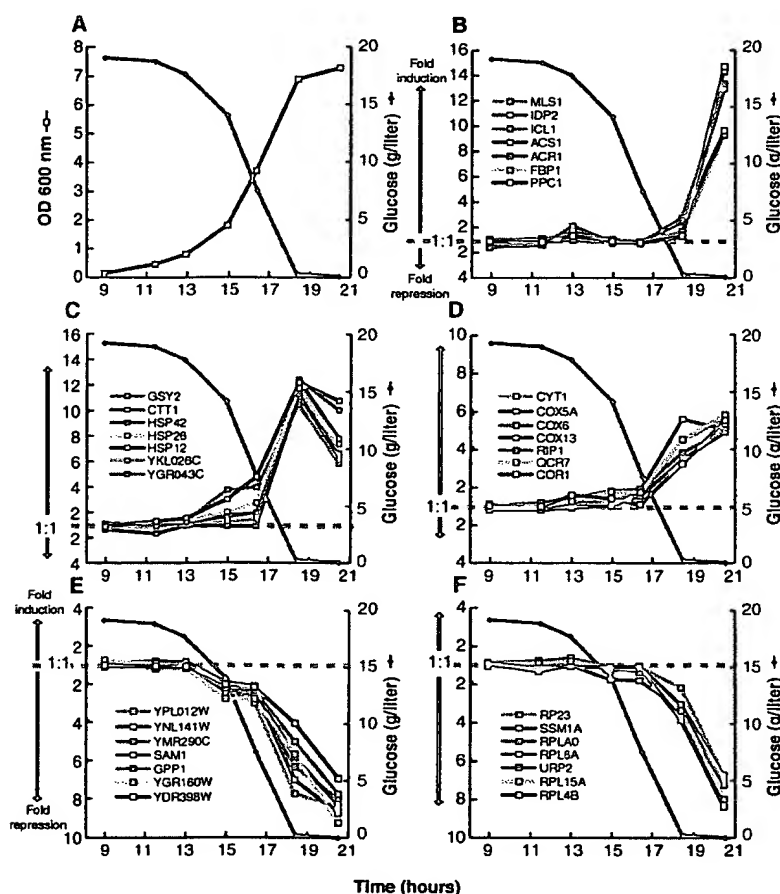 A
8
7
6
5
4
3
2
1
0
OD 600 nm
20
15
10
5
0
Glucose (g/liter)
9 11 13 15 17 19 21
B
Fold induction
16
14
12
10
8
6
4
2
1:1
2
4
Fold repression
MLS1
IDP2
ICL1
ACS1
ACR1
FBP1
PPC1
20
15
10
5
0
Glucose (g/liter)
9 11 13 15 17 19 21
C
16
14
12
10
8
6
4
2
1:1
2
4
GSY2
CTT1
HSP42
HSP26
HSP12
YKL026C
YGR043C
20
15
10
5
0
Glucose (g/liter)
9 11 13 15 17 19 21
D
10
8
6
4
2
1:1
2
4
CYT1
COX5A
COX6
COX13
RIP1
QCR7
COR1
20
15
10
5
0
Glucose (g/liter)
9 11 13 15 17 19 21
E
Fold induction
4
2
1:1
2
4
6
8
10
Fold repression
YPL012W
YNL141W
YMR290C
SAM1
GPP1
YGR160W
YDR398W
20
15
10
5
0
Glucose (g/liter)
9 11 13 15 17 19 21
F
4
2
1:1
2
4
6
8
10
RP23
SSM1A
RPLA0
RPL6A
URP2
RPL15A
RPL4B
20
15
10
5
0
Glucose (g/liter)
9 11 13 15 17 19 21
Time (hours)